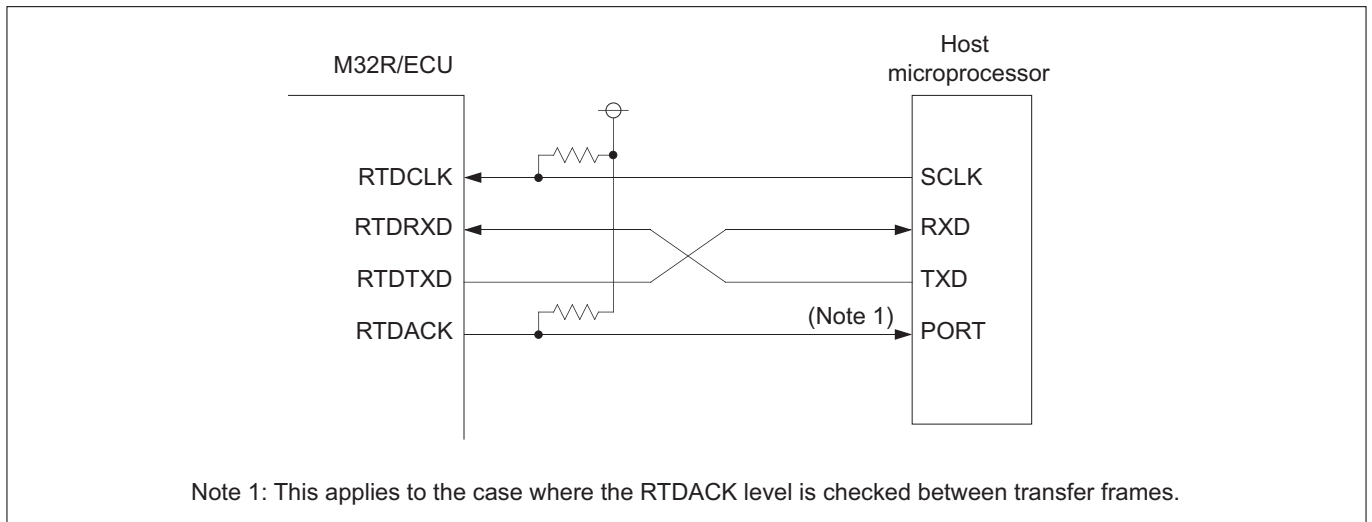 M32R/ECU
Host
microprocessor
RTDCLK
SCLK
RTDRXD
RXD
RTDTXD
TXD
RTDACK
(Note 1)
PORT
Note 1: This applies to the case where the RTDACK level is checked between transfer frames.